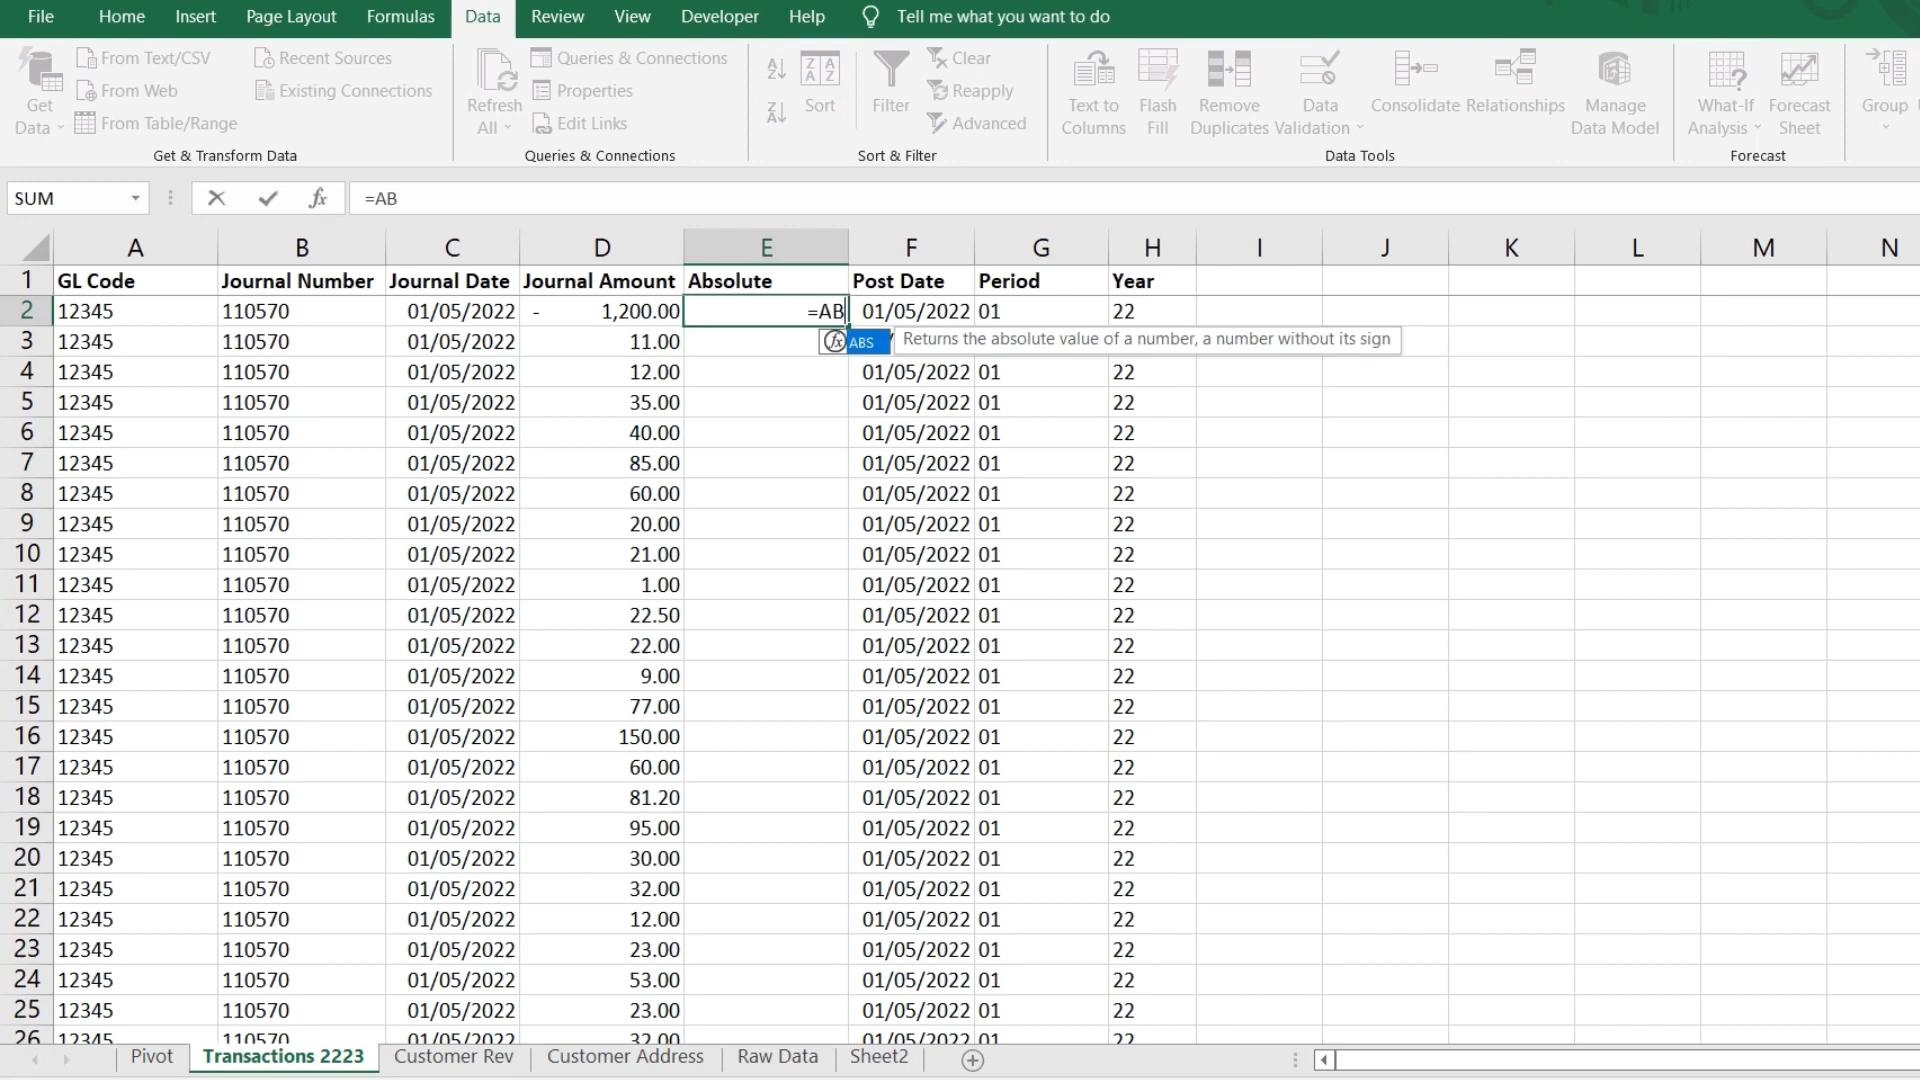 File Home Insert Page Layout Formulas Data Review View Developer Help Tell me what you want to do
Get Data
From Text/CSV
From Web
From Table/Range
Recent Sources
Existing Connections
Get & Transform Data
Refresh All
Queries & Connections
Properties
Edit Links
Queries & Connections
Sort
Filter
Clear
Reapply
Advanced
Sort & Filter
Text to Columns
Flash Fill
Remove Duplicates
Data Validation
Consolidate
Relationships
Manage Data Model
Data Tools
What-If Analysis
Forecast Sheet
Forecast
Group
SUM fx =AB
A B C D E F G H I J K L M N
1 GL Code Journal Number Journal Date Journal Amount Absolute Post Date Period Year
2 12345 110570 01/05/2022 - 1,200.00 =AB 01/05/2022 01 22
3 12345 110570 01/05/2022 11.00
fx ABS Returns the absolute value of a number, a number without its sign
4 12345 110570 01/05/2022 12.00 01/05/2022 01 22
5 12345 110570 01/05/2022 35.00 01/05/2022 01 22
6 12345 110570 01/05/2022 40.00 01/05/2022 01 22
7 12345 110570 01/05/2022 85.00 01/05/2022 01 22
8 12345 110570 01/05/2022 60.00 01/05/2022 01 22
9 12345 110570 01/05/2022 20.00 01/05/2022 01 22
10 12345 110570 01/05/2022 21.00 01/05/2022 01 22
11 12345 110570 01/05/2022 1.00 01/05/2022 01 22
12 12345 110570 01/05/2022 22.50 01/05/2022 01 22
13 12345 110570 01/05/2022 22.00 01/05/2022 01 22
14 12345 110570 01/05/2022 9.00 01/05/2022 01 22
15 12345 110570 01/05/2022 77.00 01/05/2022 01 22
16 12345 110570 01/05/2022 150.00 01/05/2022 01 22
17 12345 110570 01/05/2022 60.00 01/05/2022 01 22
18 12345 110570 01/05/2022 81.20 01/05/2022 01 22
19 12345 110570 01/05/2022 95.00 01/05/2022 01 22
20 12345 110570 01/05/2022 30.00 01/05/2022 01 22
21 12345 110570 01/05/2022 32.00 01/05/2022 01 22
22 12345 110570 01/05/2022 12.00 01/05/2022 01 22
23 12345 110570 01/05/2022 23.00 01/05/2022 01 22
24 12345 110570 01/05/2022 53.00 01/05/2022 01 22
25 12345 110570 01/05/2022 23.00 01/05/2022 01 22
26 12345 110570 01/05/2022 32.00 01/05/2022 01 22
Pivot Transactions 2223 Customer Rev Customer Address Raw Data Sheet2